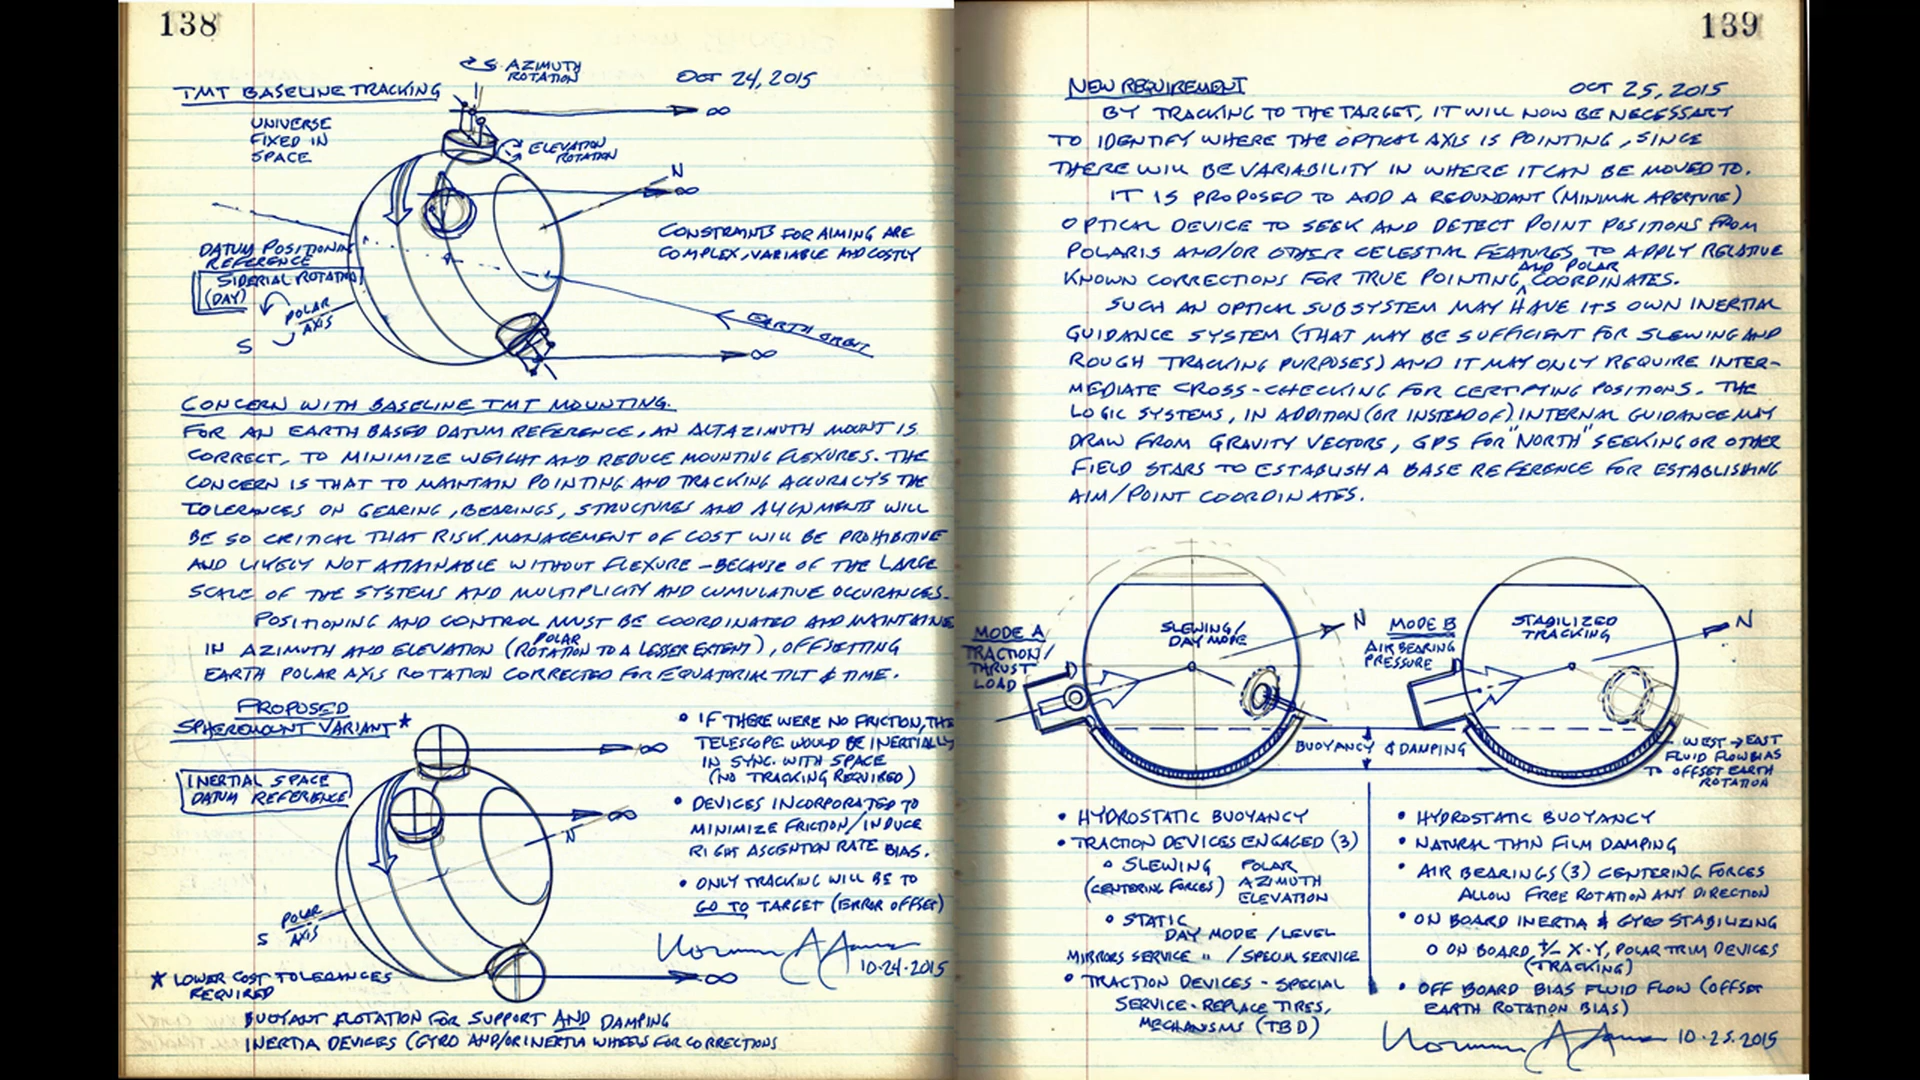 138
TMT BASELINE TRACKING
AZIMUTH
ROTATION
OCT 24, 2015
UNIVERSE
FIXED IN
SPACE
∞
ELEVATION
ROTATION
N
∞
CONSTRAINTS FOR AIMING ARE
COMPLEX, VARIABLE AND COSTLY
DATUM POSITIONING
REFERENCE
SIDERIAL ROTATION
(DAY)
POLAR
AXIS
S
EARTH ORBIT
∞
CONCERN WITH BASELINE TMT MOUNTING.
FOR AN EARTH BASED DATUM REFERENCE, AN ALTAZIMUTH MOUNT IS
CORRECT, TO MINIMIZE WEIGHT AND REDUCE MOUNTING FLEXURES. THE
CONCERN IS THAT TO MAINTAIN POINTING AND TRACKING ACCURACY'S THE
TOLERANCES ON GEARING, BEARINGS, STRUCTURES AND ALIGNMENTS WILL
BE SO CRITICAL THAT RISK MANAGEMENT OF COST WILL BE PROHIBITIVE
AND LIKELY NOT ATTAINABLE WITHOUT FLEXURE - BECAUSE OF THE LARGE
SCALE OF THE SYSTEMS AND MULTIPLICITY AND CUMULATIVE OCCURANCES.
POSITIONING AND CONTROL MUST BE COORDINATED AND MAINTAINE
IN AZIMUTH AND ELEVATION (POLAR ROTATION TO A LESSER EXTENT), OFFSETTING
EARTH POLAR AXIS ROTATION CORRECTED FOR EQUATORIAL TILT & TIME.
PROPOSED
SPHEREMOUNT VARIANT *
INERTIAL SPACE
DATUM REFERENCE
∞
∞
N
POLAR
AXIS
S
∞
• IF THERE WERE NO FRICTION, THE
TELESCOPE WOULD BE INERTIALLY
IN SYNC. WITH SPACE
(NO TRACKING REQUIRED)
• DEVICES INCORPORATED TO
MINIMIZE FRICTION/INDUCE
RIGHT ASCENTION RATE BIAS.
• ONLY TRACKING WILL BE TO
GO TO TARGET (ERROR OFFSET)
10-24-2015
* LOWER COST TOLERANCES
REQUIRED
BUOYANT FLOTATION FOR SUPPORT AND DAMPING
INERTIA DEVICES (GYRO AND/OR INERTIA WHEELS FOR CORRECTIONS
139
NEW REQUIREMENT
OCT 25, 2015
BY TRACKING TO THE TARGET, IT WILL NOW BE NECESSARY
TO IDENTIFY WHERE THE OPTICAL AXIS IS POINTING, SINCE
THERE WILL BE VARIABILITY IN WHERE IT CAN BE MOVED TO.
IT IS PROPOSED TO ADD A REDUNDANT (MINIMAL APERTURE)
OPTICAL DEVICE TO SEEK AND DETECT POINT POSITIONS FROM
POLARIS AND/OR OTHER CELESTIAL FEATURES, TO APPLY RELATIVE
KNOWN CORRECTIONS FOR TRUE POINTING AND POLAR COORDINATES.
SUCH AN OPTICAL SUBSYSTEM MAY HAVE ITS OWN INERTIAL
GUIDANCE SYSTEM (THAT MAY BE SUFFICIENT FOR SLEWING AND
ROUGH TRACKING PURPOSES) AND IT MAY ONLY REQUIRE INTER-
MEDIATE CROSS-CHECKING FOR CERTIFYING POSITIONS. THE
LOGIC SYSTEMS, IN ADDITION (OR INSTEAD OF) INTERNAL GUIDANCE MAY
DRAW FROM GRAVITY VECTORS, GPS FOR "NORTH" SEEKING OR OTHER
FIELD STARS TO ESTABLISH A BASE REFERENCE FOR ESTABLISHING
AIM/POINT COORDINATES.
MODE A
TRACTION/
THRUST
LOAD
SLEWING/
DAY MODE
N
MODE B
AIR BEARING
PRESSURE
STABILIZED
TRACKING
N
BUOYANCY & DAMPING
WEST → EAST
FLUID FLOW BIAS
TO OFFSET EARTH
ROTATION
• HYDROSTATIC BUOYANCY
• TRACTION DEVICES ENGAGED (3)
∘ SLEWING POLAR
(CENTERING FORCES) AZIMUTH
ELEVATION
∘ STATIC
DAY MODE / LEVEL
MIRRORS SERVICE " / SPECIAL SERVICE
• TRACTION DEVICES - SPECIAL
SERVICE - REPLACE TIRES,
MECHANISMS (TBD)
• HYDROSTATIC BUOYANCY
• NATURAL THIN FILM DAMPING
• AIR BEARINGS (3) CENTERING FORCES
ALLOW FREE ROTATION ANY DIRECTION
• ON BOARD INERTIA & GYRO STABILIZING
O ON BOARD +/- X-Y, POLAR TRIM DEVICES
(TRACKING)
• OFF BOARD BIAS FLUID FLOW (OFFSET
EARTH ROTATION BIAS)
10-25-2015